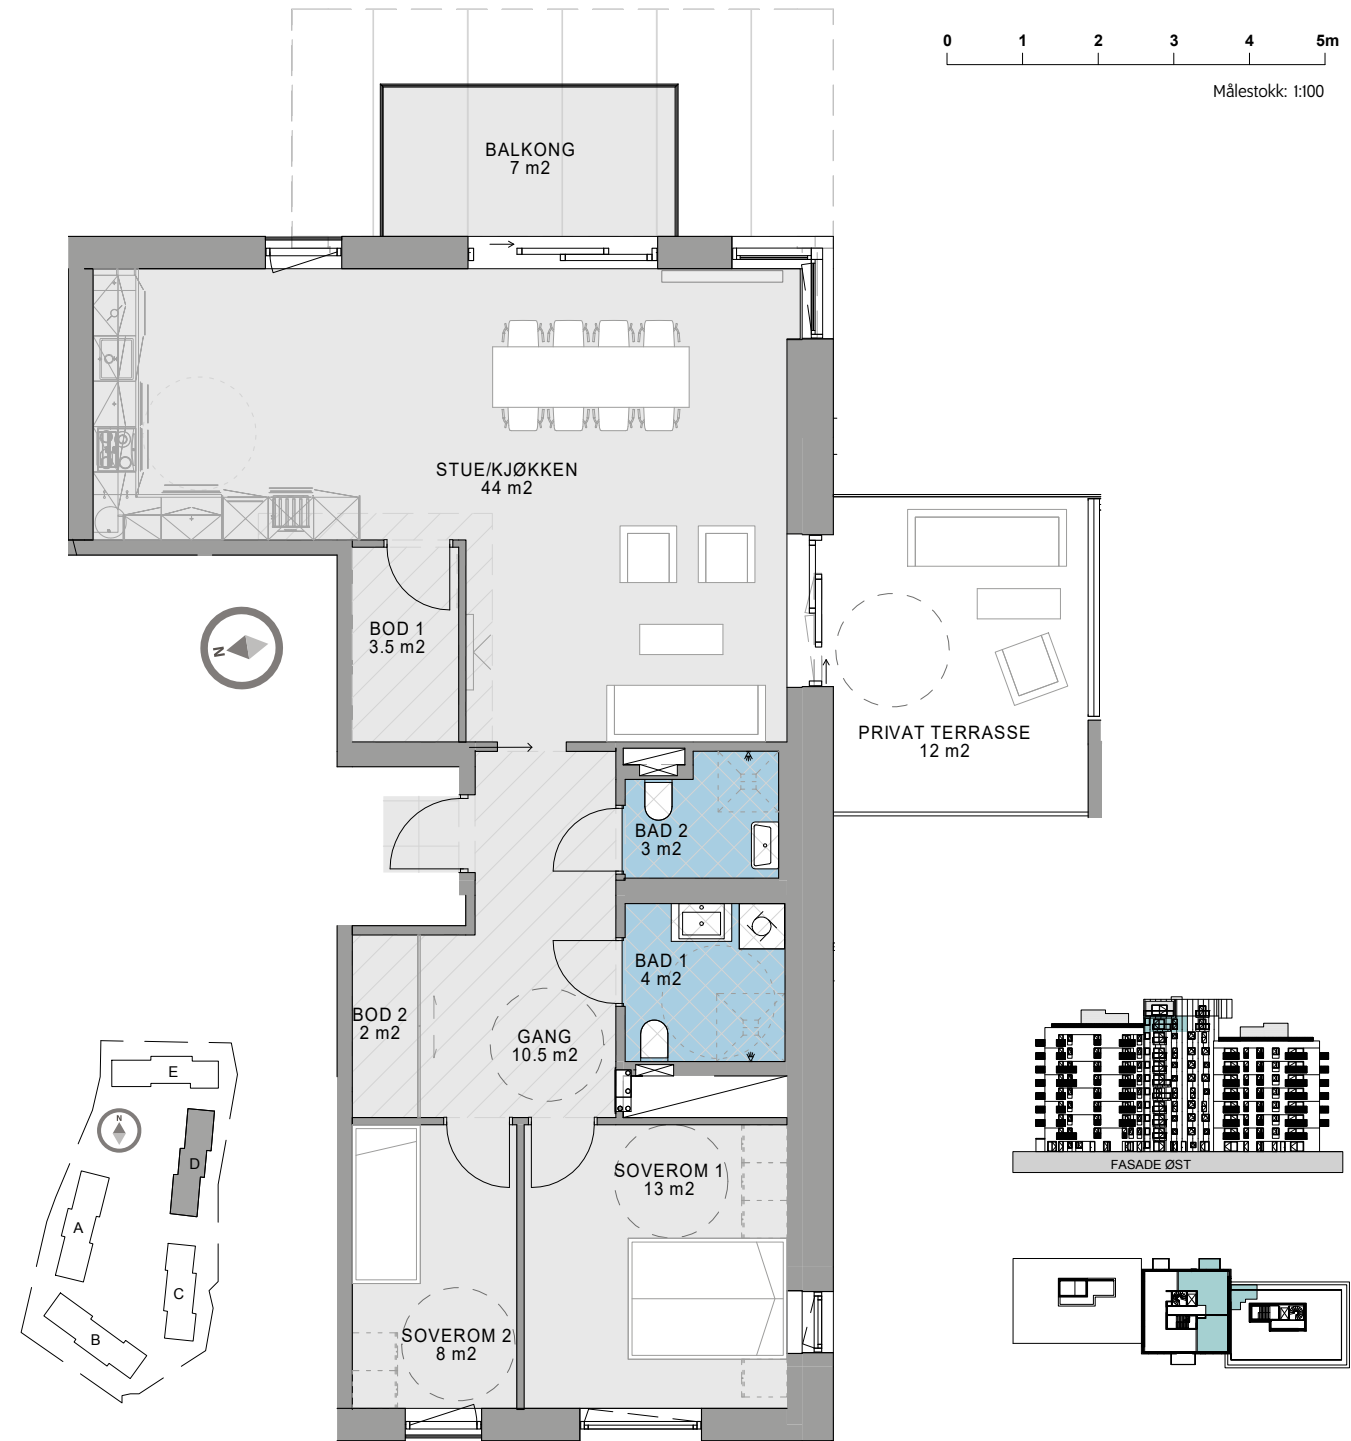 0 1 2 3 4 5m
Målestokk: 1:100
BALKONG
7 m2
STUE/KJØKKEN
44 m2
BOD 1
3.5 m2
N
PRIVAT TERRASSE
12 m2
BAD 2
3 m2
BAD 1
4 m2
BOD 2
2 m2
GANG
10.5 m2
SOVEROM 1
13 m2
SOVEROM 2
8 m2
E
N
D
A
C
B
FASADE ØST